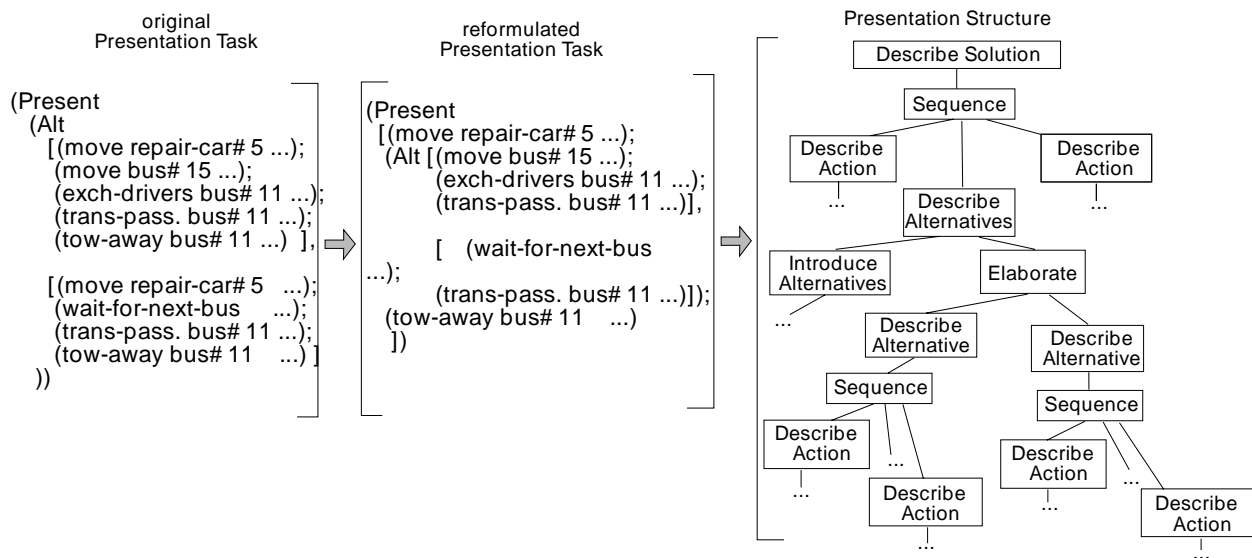 original
Presentation Task
(Present
(Alt
[(move repair-car# 5 ...);
(move bus# 15 ...);
(exch-drivers bus# 11 ...);
(trans-pass. bus# 11 ...);
(tow-away bus# 11 ...) ],
[(move repair-car# 5 ...);
(wait-for-next-bus ...);
(trans-pass. bus# 11 ...);
(tow-away bus# 11 ...) ]
))
reformulated
Presentation Task
(Present
[(move repair-car# 5 ...);
(Alt [(move bus# 15 ...);
(exch-drivers bus# 11 ...);
(trans-pass. bus# 11 ...)],
[ (wait-for-next-bus
...);
(trans-pass. bus# 11 ...)]);
(tow-away bus# 11 ...)
])
Presentation Structure
Describe Solution
Sequence
Describe
Action
...
Describe
Action
...
Describe
Alternatives
Introduce
Alternatives
...
Elaborate
Describe
Alternative
Describe
Alternative
Sequence
Sequence
Describe
Action
...
...
Describe
Action
...
Describe
Action
...
...
Describe
Action
...